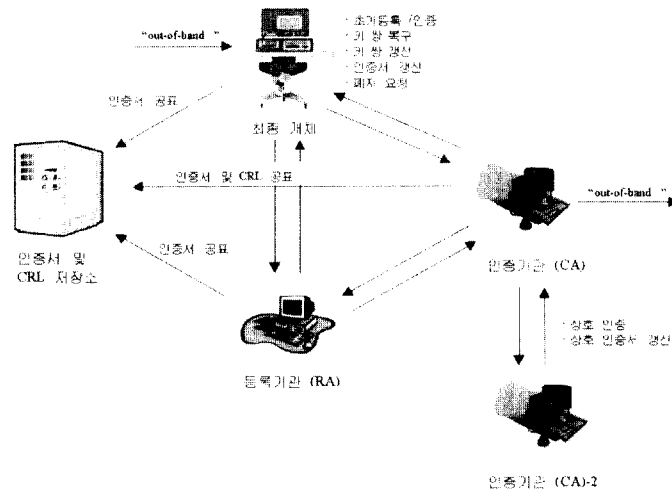 "out-of-band "
· 초기등록 /인증
· 키 쌍 복구
· 키 쌍 갱신
· 인증서 갱신
· 폐지 요청
인증서 공표
최종 개체
인증서 및 CRL 공표
"out-of-band "
인증서 및
CRL 저장소
인증서 공표
인증기관 (CA)
등록기관 (RA)
· 상호 인증
· 상호 인증서 갱신
인증기관 (CA)-2